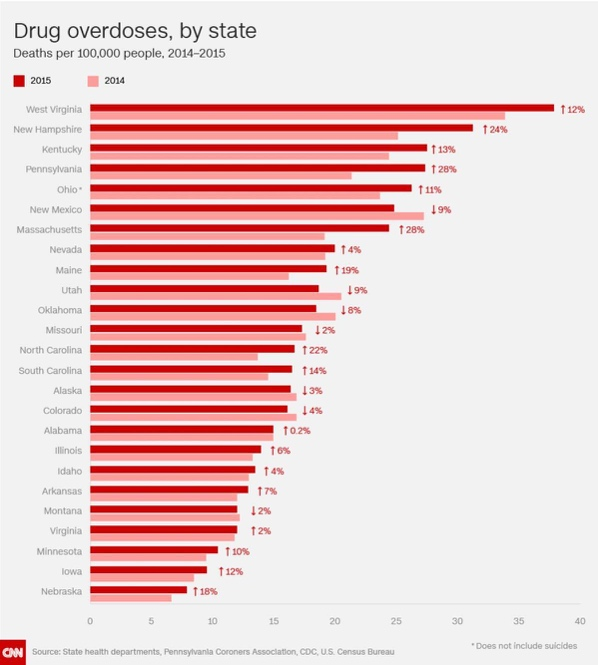 Drug overdoses, by state
Deaths per 100,000 people, 2014–2015
2015 2014
West Virginia ↑12%
New Hampshire ↑24%
Kentucky ↑13%
Pennsylvania ↑28%
Ohio* ↑11%
New Mexico ↓9%
Massachusetts ↑28%
Nevada ↑4%
Maine ↑19%
Utah ↓9%
Oklahoma ↓8%
Missouri ↓2%
North Carolina ↑22%
South Carolina ↑14%
Alaska ↓3%
Colorado ↓4%
Alabama ↑0.2%
Illinois ↑6%
Idaho ↑4%
Arkansas ↑7%
Montana ↓2%
Virginia ↑2%
Minnesota ↑10%
Iowa ↑12%
Nebraska ↑18%
0 5 10 15 20 25 30 35 40
*Does not include suicides
CNN Source: State health departments, Pennsylvania Coroners Association, CDC, U.S. Census Bureau